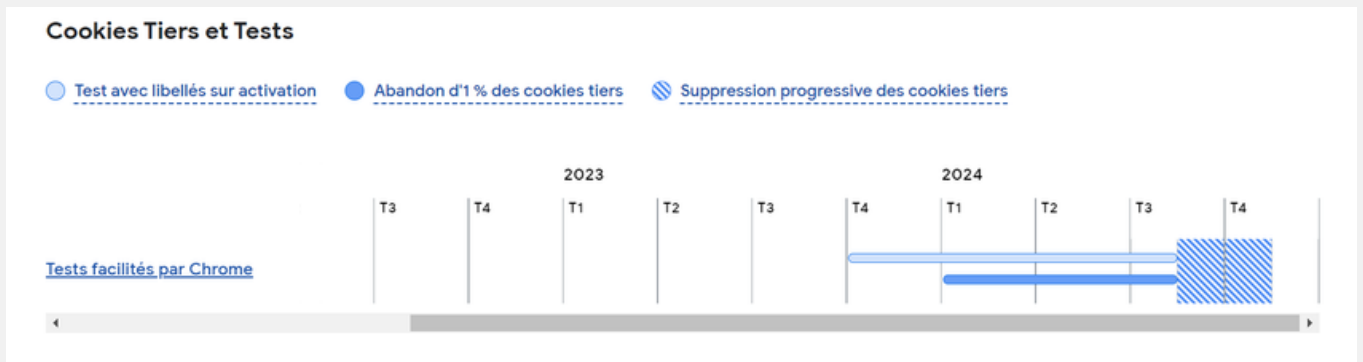 Cookies Tiers et Tests
Test avec libellés sur activation Abandon d'1 % des cookies tiers Suppression progressive des cookies tiers
2023 2024
T3 T4 T1 T2 T3 T4 T1 T2 T3 T4
Tests facilités par Chrome